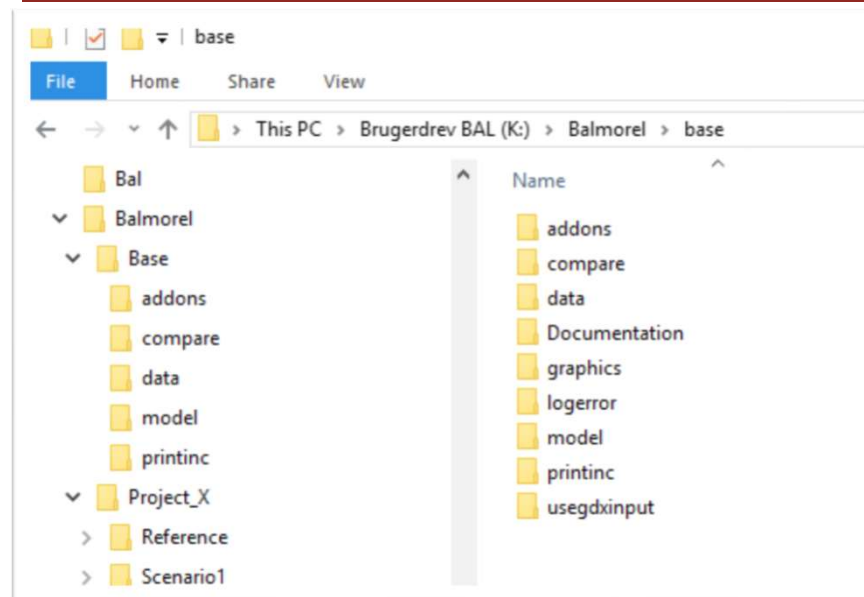 base
File Home Share View
This PC > Brugerdrev BAL (K:) > Balmorel > base
Bal
Balmorel
Base
addons
compare
data
model
printinc
Project_X
Reference
Scenario1
Name
addons
compare
data
Documentation
graphics
logerror
model
printinc
usegdxinput